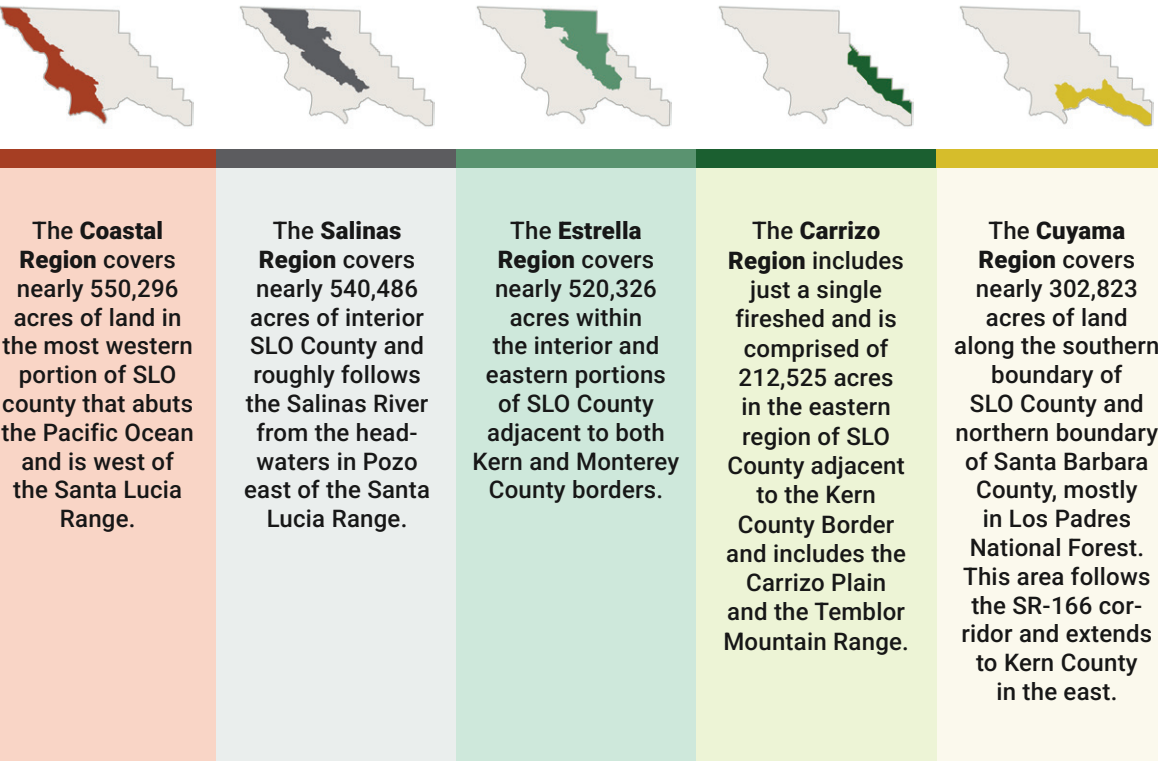 The Coastal
Region covers
nearly 550,296
acres of land in
the most western
portion of SLO
county that abuts
the Pacific Ocean
and is west of
the Santa Lucia
Range.
The Salinas
Region covers
nearly 540,486
acres of interior
SLO County and
roughly follows
the Salinas River
from the head-
waters in Pozo
east of the Santa
Lucia Range.
The Estrella
Region covers
nearly 520,326
acres within
the interior and
eastern portions
of SLO County
adjacent to both
Kern and Monterey
County borders.
The Carrizo
Region includes
just a single
fireshed and is
comprised of
212,525 acres
in the eastern
region of SLO
County adjacent
to the Kern
County Border
and includes the
Carrizo Plain
and the Temblor
Mountain Range.
The Cuyama
Region covers
nearly 302,823
acres of land
along the southern
boundary of
SLO County and
northern boundary
of Santa Barbara
County, mostly
in Los Padres
National Forest.
This area follows
the SR-166 cor-
ridor and extends
to Kern County
in the east.